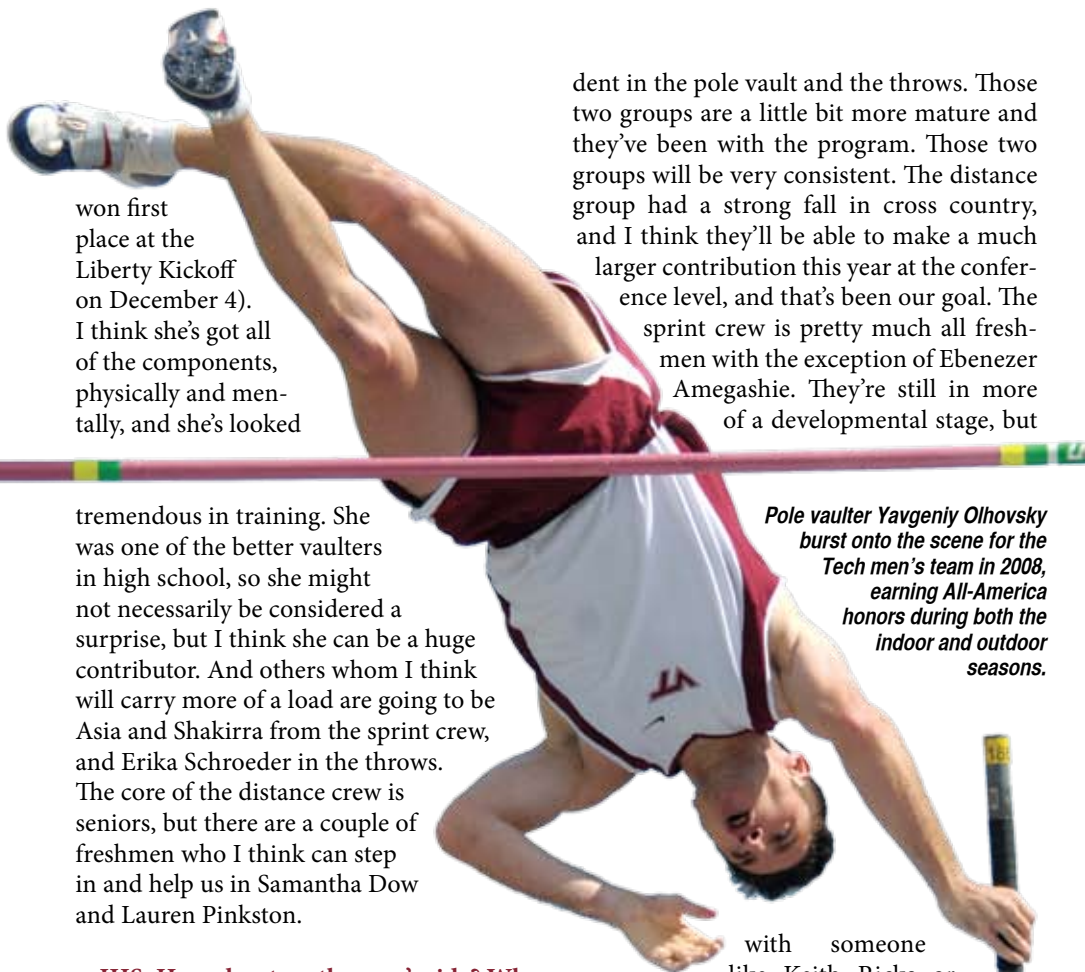 won first
place at the
Liberty Kickoff
on December 4).
I think she's got all
of the components,
physically and men-
tally, and she's looked
tremendous in training. She
was one of the better vaulters
in high school, so she might
not necessarily be considered a
surprise, but I think she can be a huge
contributor. And others whom I think
will carry more of a load are going to be
Asia and Shakirra from the sprint crew,
and Erika Schroeder in the throws.
The core of the distance crew is
seniors, but there are a couple of
freshmen who I think can step
in and help us in Samantha Dow
and Lauren Pinkston.
dent in the pole vault and the throws. Those
two groups are a little bit more mature and
they've been with the program. Those two
groups will be very consistent. The distance
group had a strong fall in cross country,
and I think they'll be able to make a much
larger contribution this year at the confer-
ence level, and that's been our goal. The
sprint crew is pretty much all fresh-
men with the exception of Ebenezer
Amegashie. They're still in more
of a developmental stage, but
Pole vaulter Yavgeniy Olhovsky
burst onto the scene for the
Tech men's team in 2008,
earning All-America
honors during both the
indoor and outdoor
seasons.
VT
with someone